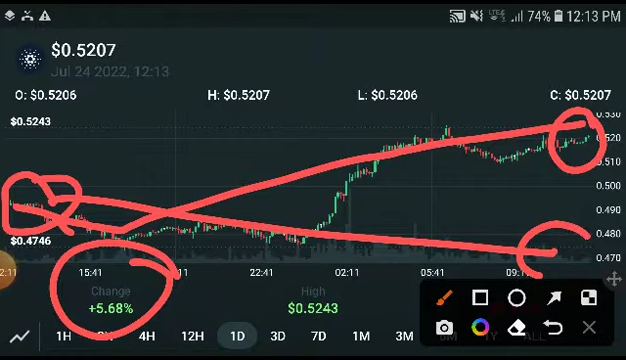 74% 12:13 PM
$0.5207
Jul 24 2022, 12:13
O: $0.5206 H: $0.5207 L: $0.5206 C: $0.5207
$0.5243
0.530
0.520
0.510
0.500
0.490
0.480
0.470
$0.4746
2:11 15:41 :11 22:41 02:11 05:41 09:1
Change High
+5.68% $0.5243
1H 4H 12H 1D 3D 7D 1M 3M ALL